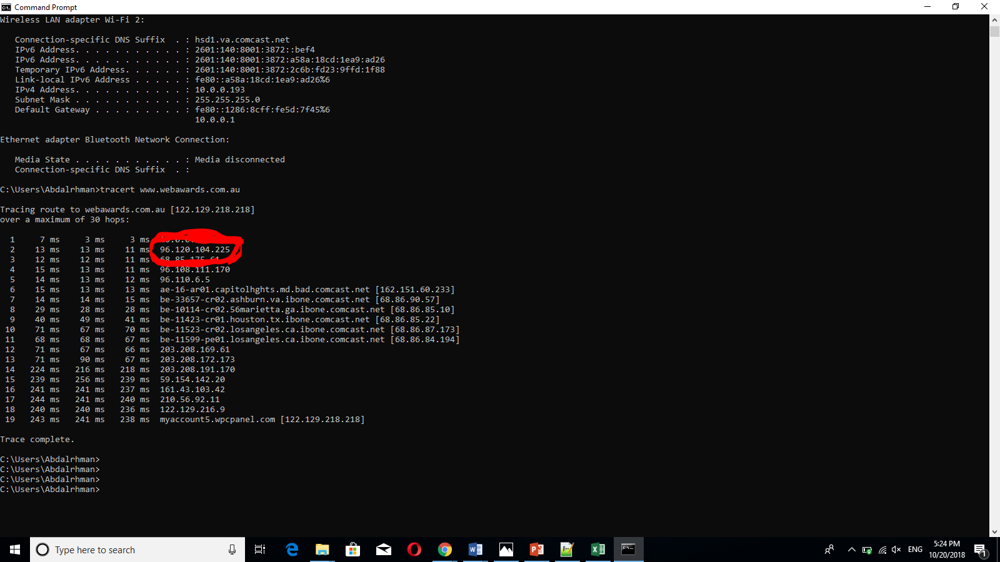 Command Prompt
Wireless LAN adapter Wi-Fi 2:
Connection-specific DNS Suffix  . : hsd1.va.comcast.net
IPv6 Address. . . . . . . . . . . : 2601:140:8001:3872::bef4
IPv6 Address. . . . . . . . . . . : 2601:140:8001:3872:a58a:18cd:1ea9:ad26
Temporary IPv6 Address. . . . . . : 2601:140:8001:3872:2c6b:fd23:9ffd:1f88
Link-local IPv6 Address . . . . . : fe80::a58a:18cd:1ea9:ad26%6
IPv4 Address. . . . . . . . . . . : 10.0.0.193
Subnet Mask . . . . . . . . . . . : 255.255.255.0
Default Gateway . . . . . . . . . : fe80::1286:8cff:fe5d:7f45%6
10.0.0.1
Ethernet adapter Bluetooth Network Connection:
Media State . . . . . . . . . . . : Media disconnected
Connection-specific DNS Suffix  . :
C:\Users\Abdalrhman>tracert www.webawards.com.au
Tracing route to webawards.com.au [122.129.218.218]
over a maximum of 30 hops:
1     7 ms     3 ms     3 ms
2    13 ms    13 ms    11 ms  96.120.104.225
3    12 ms    12 ms    11 ms  68.85.175.61
4    15 ms    13 ms    11 ms  96.108.111.170
5    14 ms    13 ms    12 ms  96.110.6.5
6    15 ms    13 ms    13 ms  ae-16-ar01.capitolhghts.md.bad.comcast.net [162.151.60.233]
7    14 ms    14 ms    15 ms  be-33657-cr02.ashburn.va.ibone.comcast.net [68.86.90.57]
8    29 ms    28 ms    28 ms  be-10114-cr02.56marietta.ga.ibone.comcast.net [68.86.85.10]
9    40 ms    49 ms    41 ms  be-11423-cr01.houston.tx.ibone.comcast.net [68.86.85.22]
10    71 ms    67 ms    70 ms  be-11523-cr02.losangeles.ca.ibone.comcast.net [68.86.87.173]
11    68 ms    68 ms    67 ms  be-11599-pe01.losangeles.ca.ibone.comcast.net [68.86.84.194]
12    71 ms    67 ms    66 ms  203.208.169.61
13    71 ms    90 ms    67 ms  203.208.172.173
14   224 ms   216 ms   218 ms  203.208.191.170
15   239 ms   256 ms   239 ms  59.154.142.20
16   241 ms   241 ms   237 ms  161.43.103.42
17   244 ms   241 ms   240 ms  210.56.92.11
18   240 ms   240 ms   236 ms  122.129.216.9
19   243 ms   241 ms   238 ms  myaccount5.wpcpanel.com [122.129.218.218]
Trace complete.
C:\Users\Abdalrhman>
C:\Users\Abdalrhman>
C:\Users\Abdalrhman>
C:\Users\Abdalrhman>
Type here to search
ENG
5:24 PM
10/20/2018
1